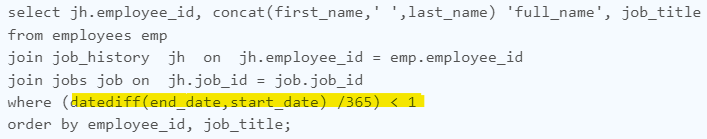 select jh.employee_id, concat(first_name,' ',last_name) 'full_name', job_title
from employees emp
join job_history  jh  on  jh.employee_id = emp.employee_id
join jobs job on  jh.job_id = job.job_id
where (datediff(end_date,start_date) /365) < 1
order by employee_id, job_title;